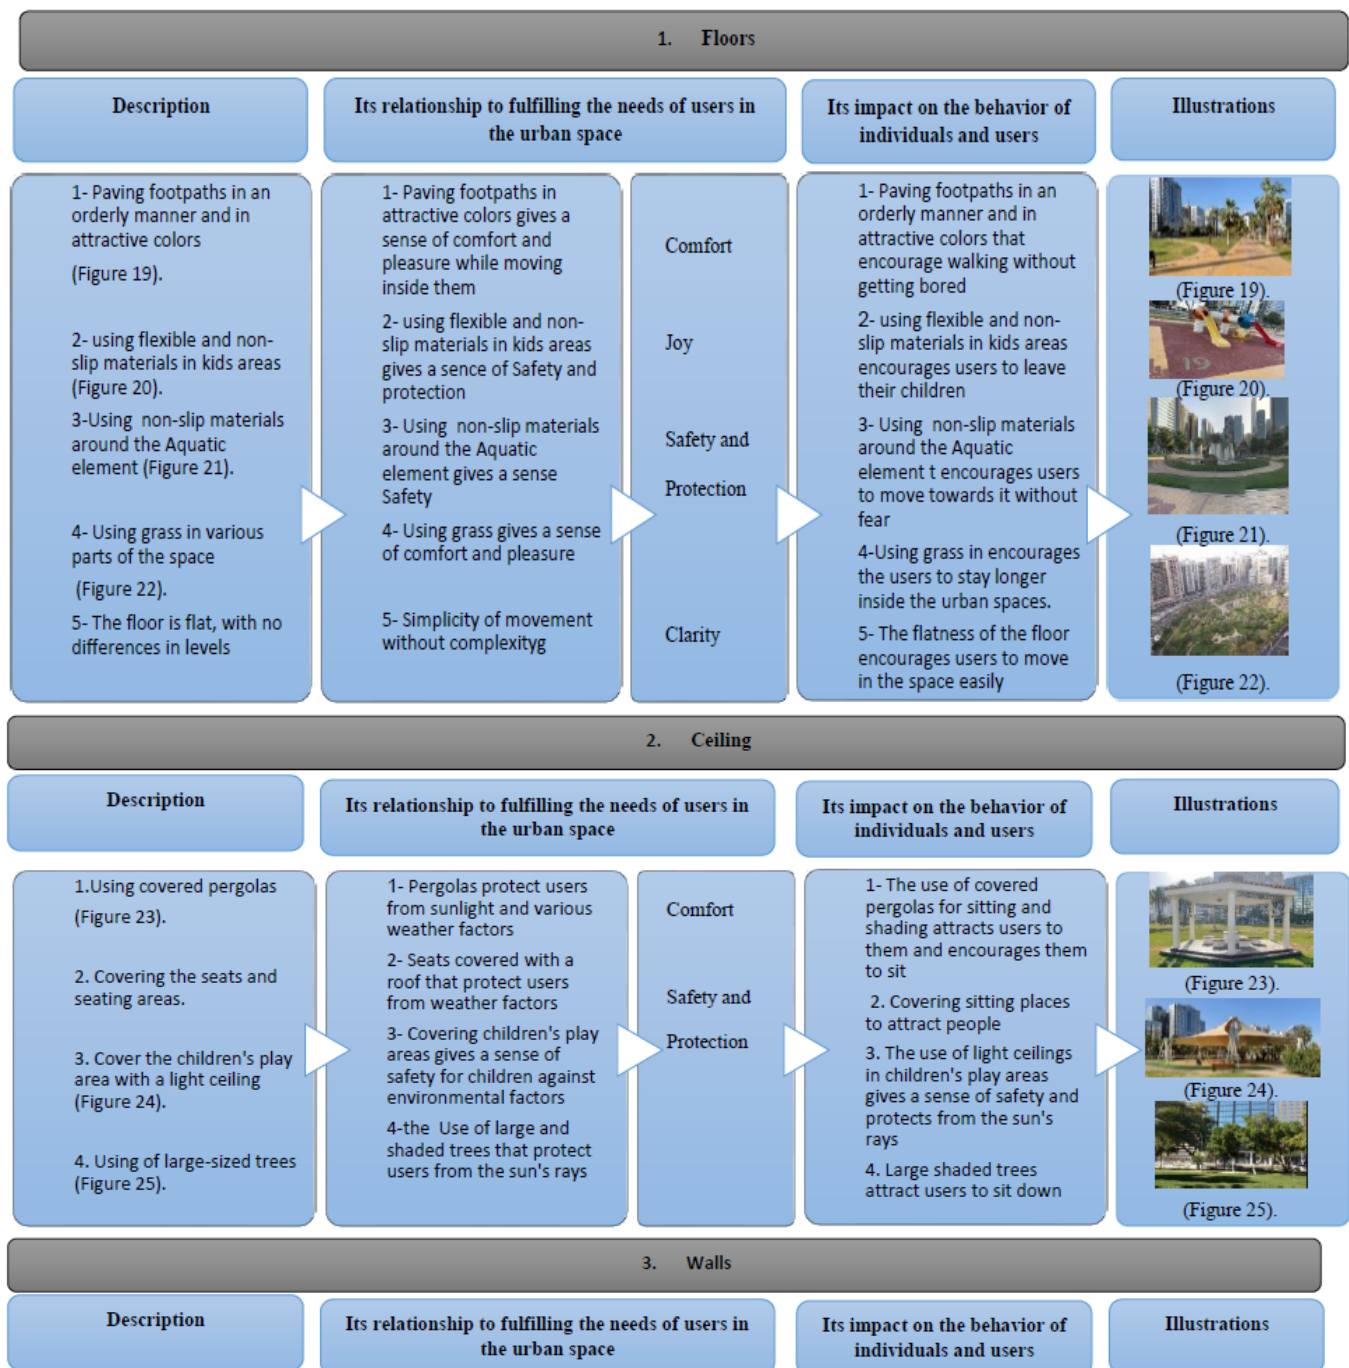 1. Floors
Description
Its relationship to fulfilling the needs of users in
the urban space
Its impact on the behavior of
individuals and users
Illustrations
1- Paving footpaths in an
orderly manner and in
attractive colors
(Figure 19).
2- using flexible and non-
slip materials in kids areas
(Figure 20).
3-Using non-slip materials
around the Aquatic
element (Figure 21).
4- Using grass in various
parts of the space
(Figure 22).
5- The floor is flat, with no
differences in levels
1- Paving footpaths in
attractive colors gives a
sense of comfort and
pleasure while moving
inside them
2- using flexible and non-
slip materials in kids areas
gives a sence of Safety and
protection
3- Using non-slip materials
around the Aquatic
element gives a sense
Safety
4- Using grass gives a sense
of comfort and pleasure
5- Simplicity of movement
without complexityg
Comfort
Joy
Safety and
Protection
Clarity
1- Paving footpaths in an
orderly manner and in
attractive colors that
encourage walking without
getting bored
2- using flexible and non-
slip materials in kids areas
encourages users to leave
their children
3- Using non-slip materials
around the Aquatic
element t encourages users
to move towards it without
fear
4-Using grass in encourages
the users to stay longer
inside the urban spaces.
5- The flatness of the floor
encourages users to move
in the space easily
(Figure 19).
19
(Figure 20).
(Figure 21).
(Figure 22).
2. Ceiling
Description
Its relationship to fulfilling the needs of users in
the urban space
Its impact on the behavior of
individuals and users
Illustrations
1.Using covered pergolas
(Figure 23).
2. Covering the seats and
seating areas.
3. Cover the children's play
area with a light ceiling
(Figure 24).
4. Using of large-sized trees
(Figure 25).
1- Pergolas protect users
from sunlight and various
weather factors
2- Seats covered with a
roof that protect users
from weather factors
3- Covering children's play
areas gives a sense of
safety for children against
environmental factors
4-the Use of large and
shaded trees that protect
users from the sun's rays
Comfort
Safety and
Protection
1- The use of covered
pergolas for sitting and
shading attracts users to
them and encourages them
to sit
2. Covering sitting places
to attract people
3. The use of light ceilings
in children's play areas
gives a sense of safety and
protects from the sun's
rays
4. Large shaded trees
attract users to sit down
(Figure 23).
(Figure 24).
(Figure 25).
3. Walls
Description
Its relationship to fulfilling the needs of users in
the urban space
Its impact on the behavior of
individuals and users
Illustrations